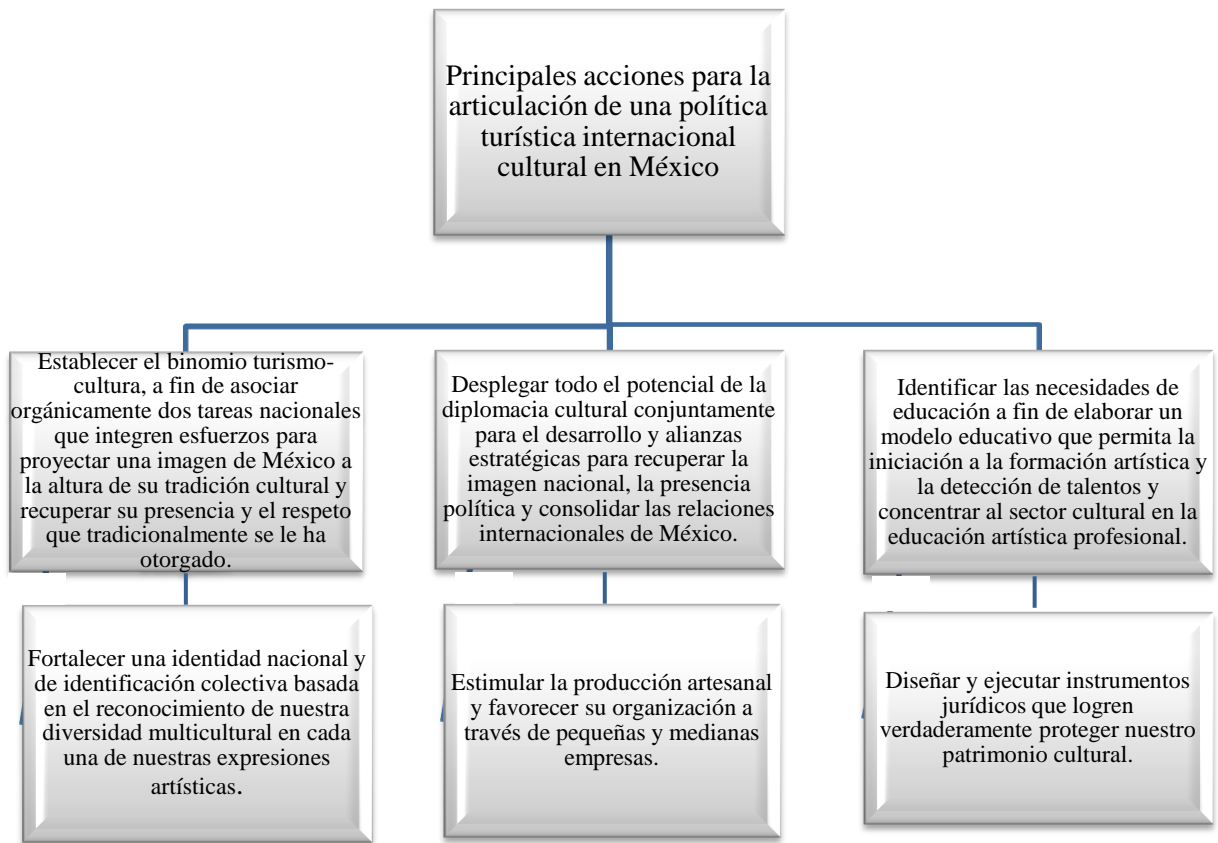 Principales acciones para la
articulación de una política
turística internacional
cultural en México
Establecer el binomio turismo-
cultura, a fin de asociar
orgánicamente dos tareas nacionales
que integren esfuerzos para
proyectar una imagen de México a
la altura de su tradición cultural y
recuperar su presencia y el respeto
que tradicionalmente se le ha
otorgado.
Desplegar todo el potencial de la
diplomacia cultural conjuntamente
para el desarrollo y alianzas
estratégicas para recuperar la
imagen nacional, la presencia
política y consolidar las relaciones
internacionales de México.
Identificar las necesidades de
educación a fin de elaborar un
modelo educativo que permita la
iniciación a la formación artística y
la detección de talentos y
concentrar al sector cultural en la
educación artística profesional.
Fortalecer una identidad nacional y
de identificación colectiva basada
en el reconocimiento de nuestra
diversidad multicultural en cada
una de nuestras expresiones
artísticas.
Estimular la producción artesanal
y favorecer su organización a
través de pequeñas y medianas
empresas.
Diseñar y ejecutar instrumentos
jurídicos que logren
verdaderamente proteger nuestro
patrimonio cultural.